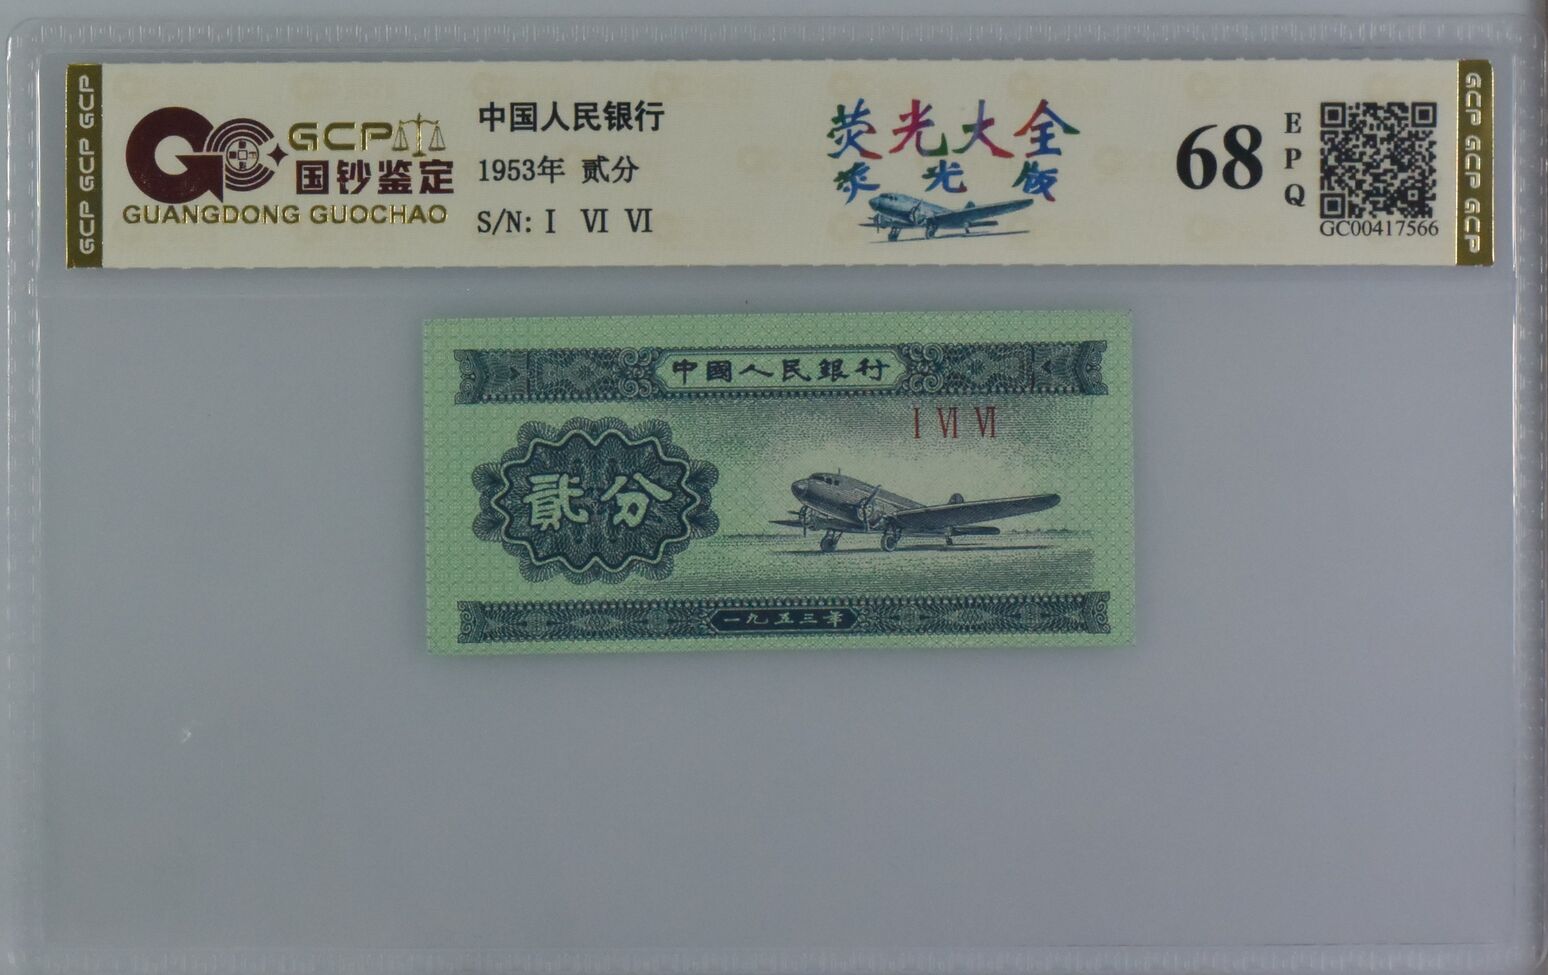 GCP GCP GCP
GCP
国钞鉴定
GUANGDONG GUOCHAO
中国人民银行
1953年 贰分
S/N: I VI VI
荧光大全
荧光版
68
E
P
Q
GC00417566
GCP GCP GCP
中國人民銀行
I VI VI
貳分
一九五三年